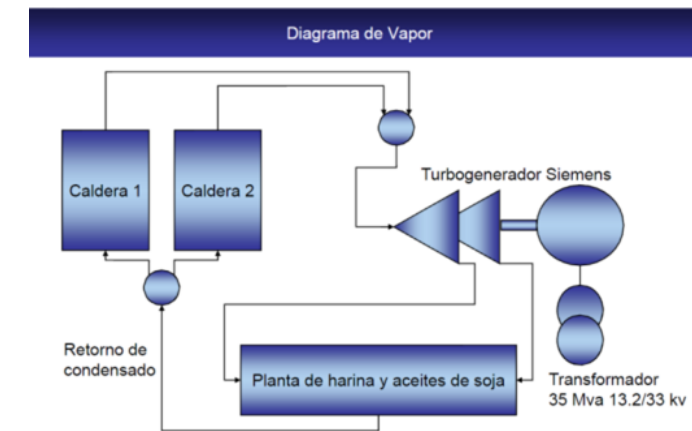 Diagrama de Vapor
Turbogenerador Siemens
Caldera 1
Caldera 2
Retorno de
condensado
Planta de harina y aceites de soja
Transformador
35 Mva 13.2/33 kv